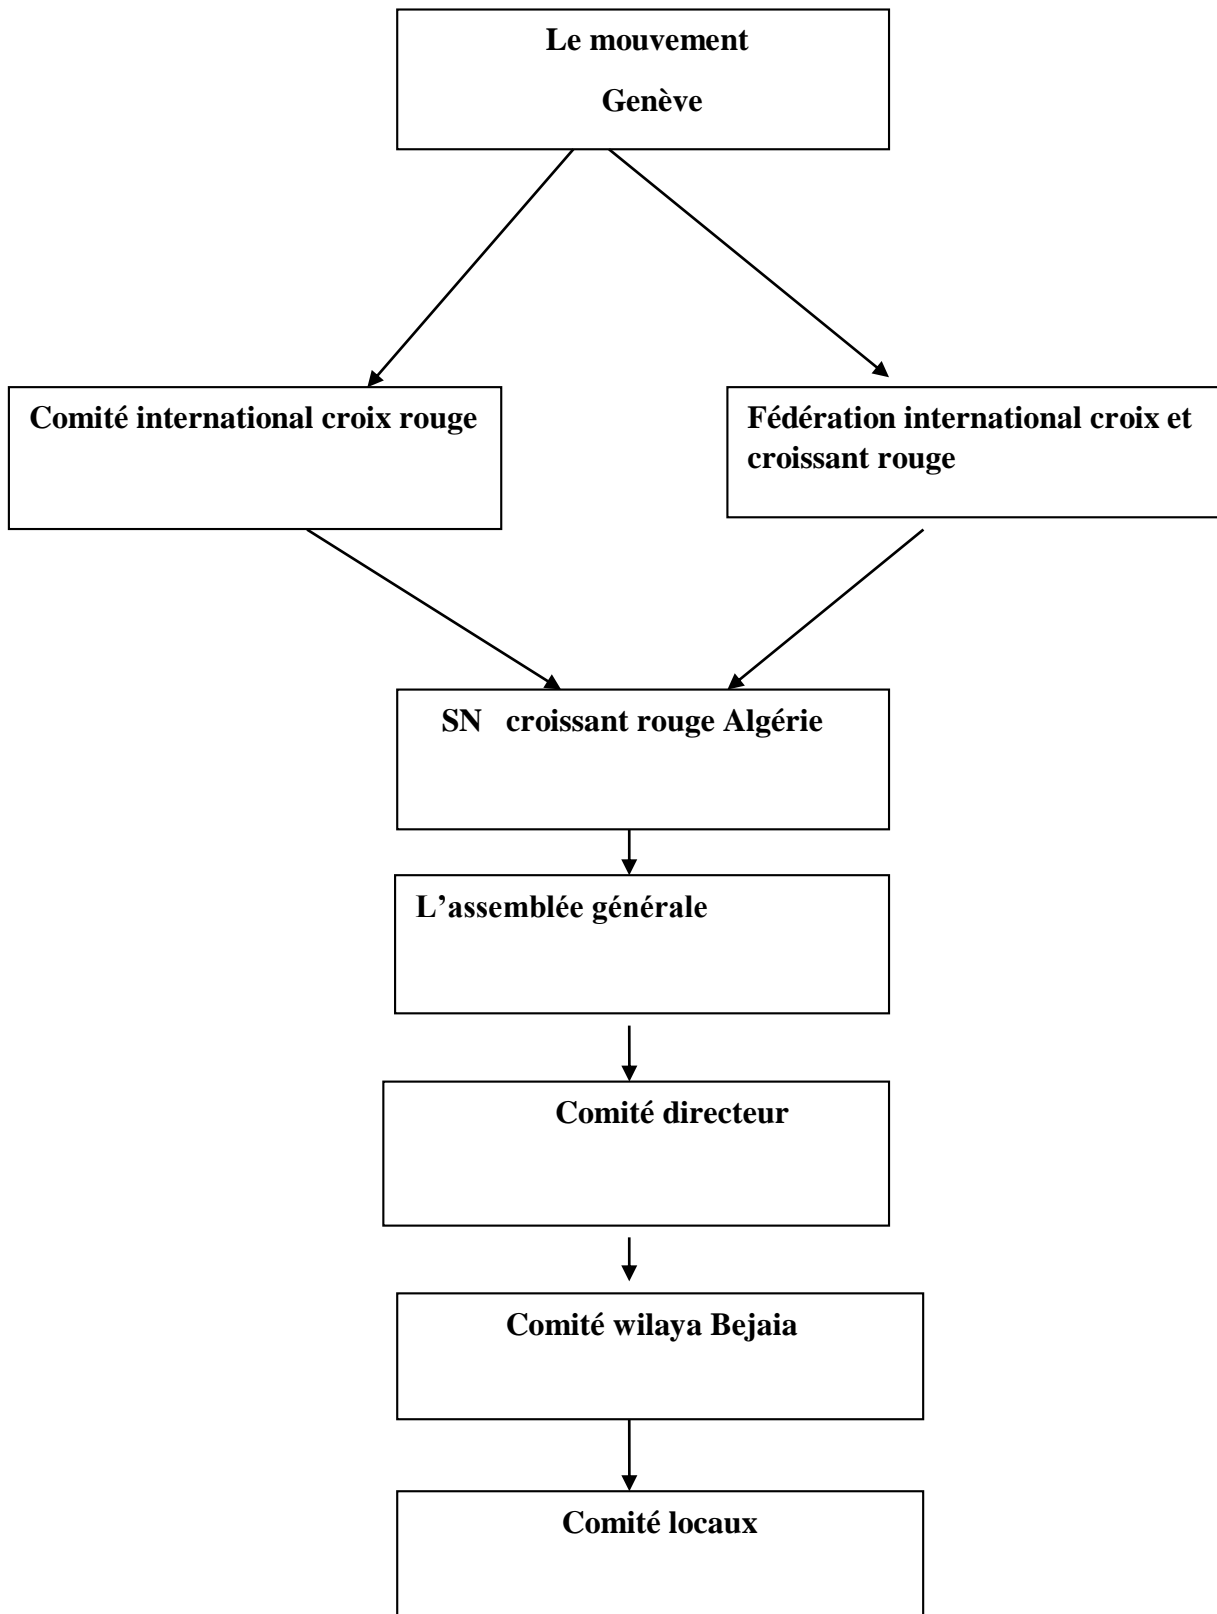 Le mouvement
Genève
Comité international croix rouge
Fédération international croix et
croissant rouge
SN croissant rouge Algérie
L’assemblée générale
Comité directeur
Comité wilaya Bejaia
Comité locaux